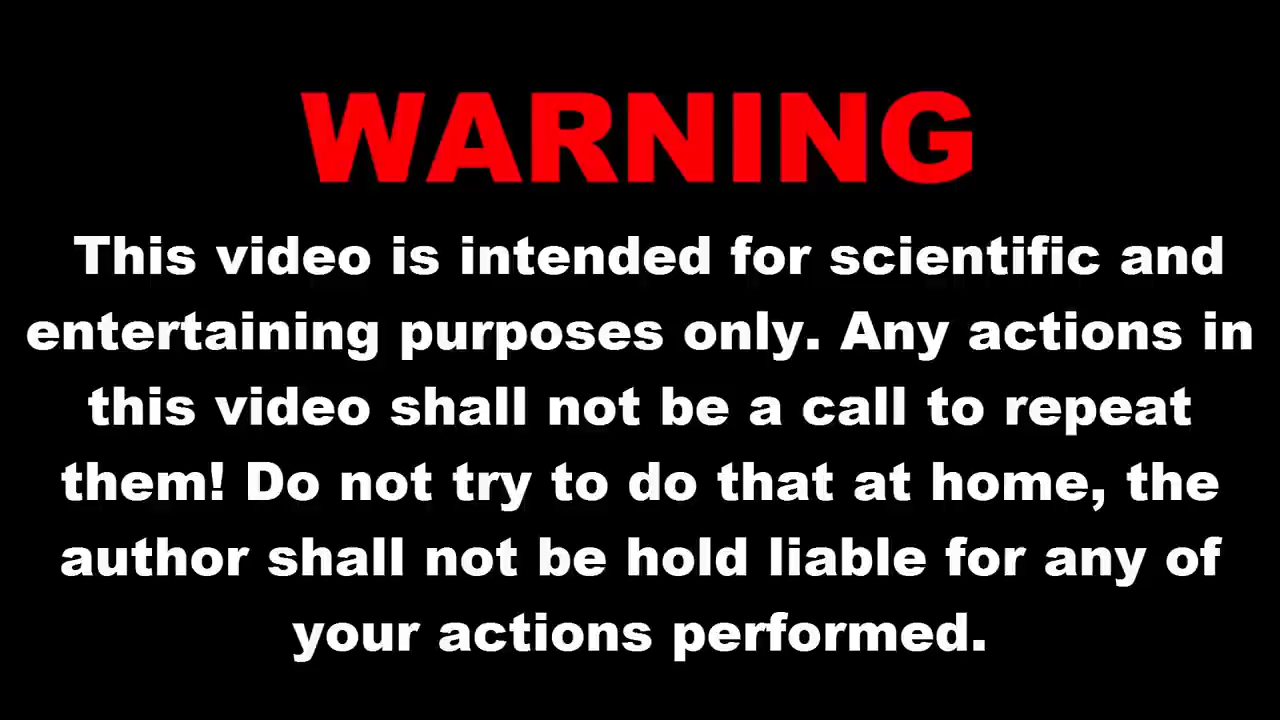 WARNING
This video is intended for scientific and
entertaining purposes only. Any actions in
this video shall not be a call to repeat
them! Do not try to do that at home, the
author shall not be hold liable for any of
your actions performed.